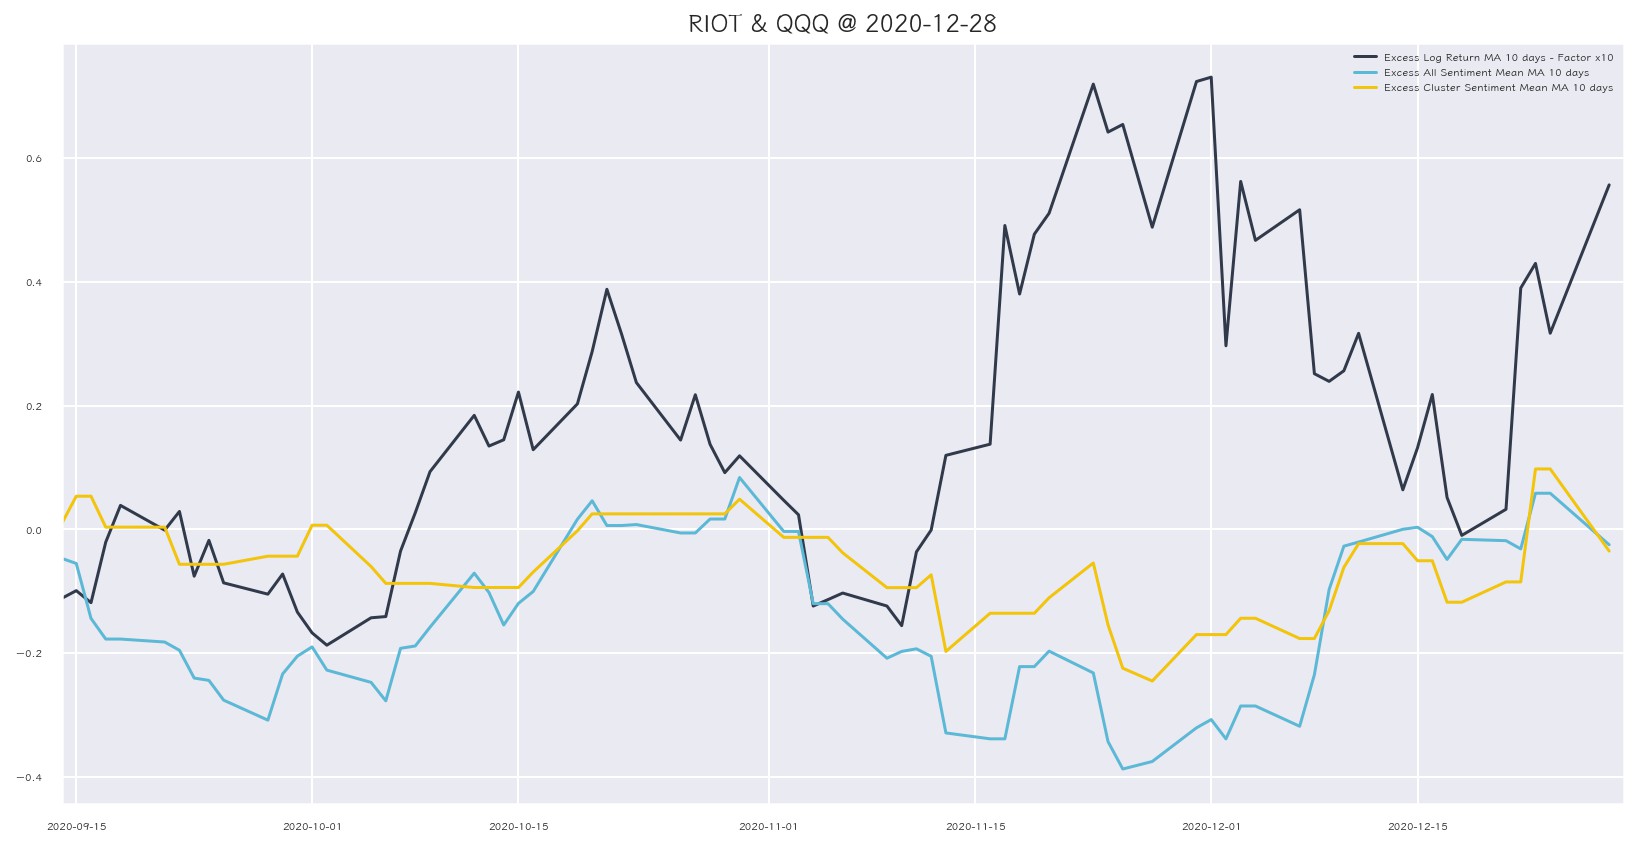 RIOT & QQQ @ 2020-12-28
Excess Log Return MA 10 days - Factor x10
Excess All Sentiment Mean MA 10 days
Excess Cluster Sentiment Mean MA 10 days
0.6
0.4
0.2
0.0
−0.2
−0.4
2020-09-15 2020-10-01 2020-10-15 2020-11-01 2020-11-15 2020-12-01 2020-12-15